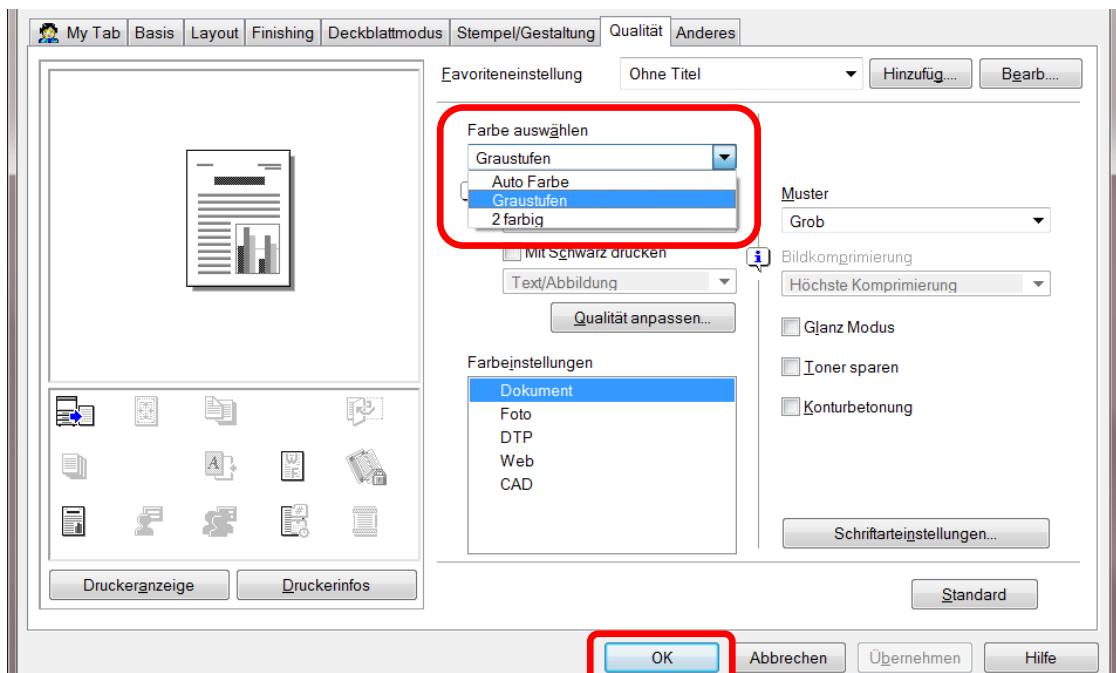 My Tab Basis Layout Finishing Deckblattmodus Stempel/Gestaltung Qualität Anderes
Favoriteneinstellung Ohne Titel Hinzufüg.... Bearb....
Farbe auswählen
Graustufen
Auto Farbe
Graustufen
2 farbig
Mit Schwarz drucken
Text/Abbildung
Qualität anpassen...
Farbeinstellungen
Dokument
Foto
DTP
Web
CAD
Muster
Grob
Bildkomprimierung
Höchste Komprimierung
Glanz Modus
Toner sparen
Konturbetonung
Schriftarteinstellungen...
Druckeranzeige Druckerinfos
Standard
OK Abbrechen Übernehmen Hilfe